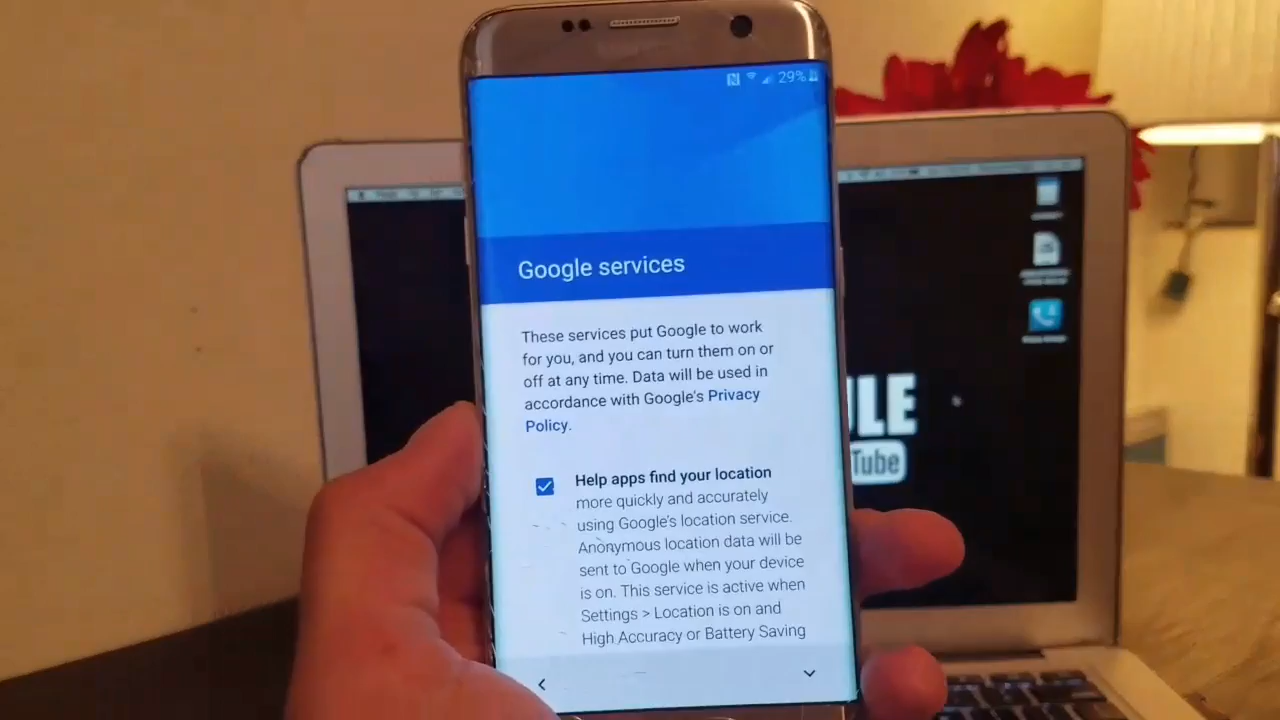 29%
Google services
These services put Google to work
for you, and you can turn them on or
off at any time. Data will be used in
accordance with Google's Privacy
Policy.
Help apps find your location
more quickly and accurately
using Google's location service.
Anonymous location data will be
sent to Google when your device
is on. This service is active when
Settings > Location is on and
High Accuracy or Battery Saving
Tube